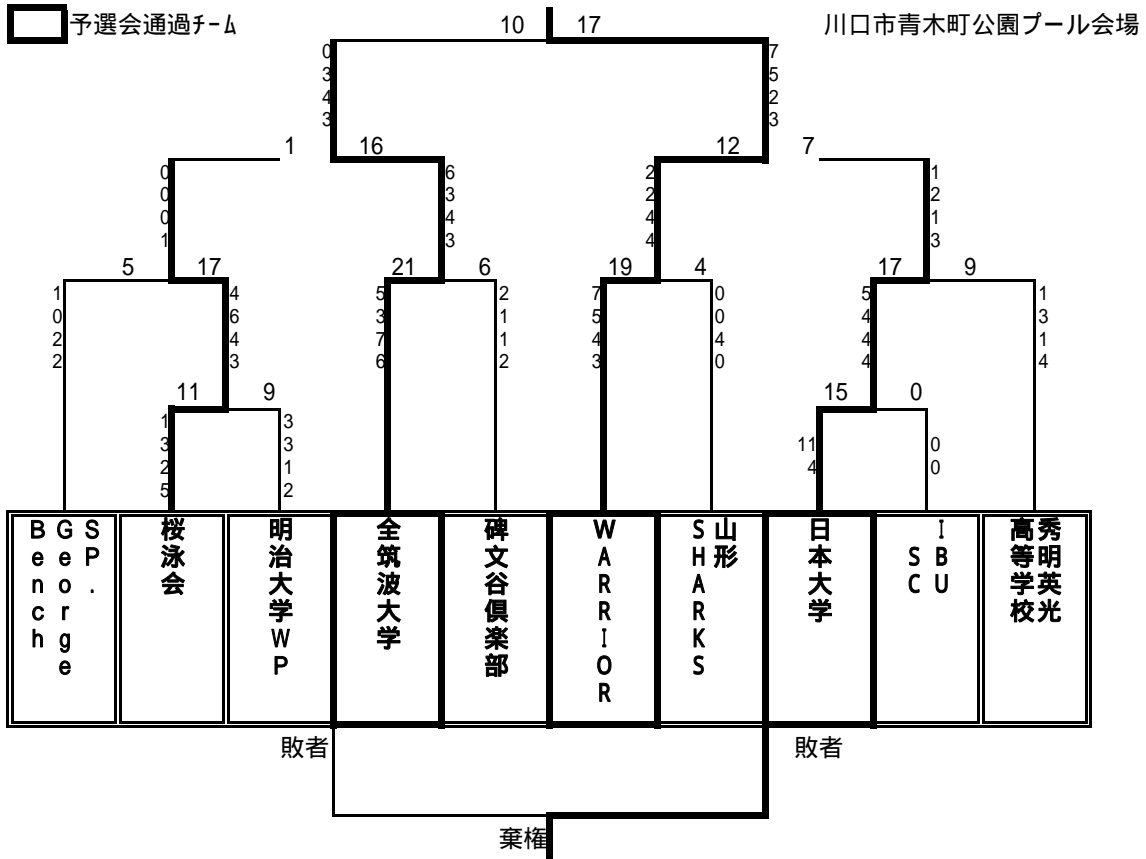 予選会通過ﾁｰﾑ
川口市青木町公園プール会場
10 17
0 7
3 5
4 2
3 3
1 16 12 7
0 6 2 1
0 3 2 2
0 4 4 1
1 3 4 3
5 17 21 6 19 4 17 9
1 4 5 2 7 0 5 1
0 6 3 1 5 0 4 3
2 4 7 1 4 4 4 1
2 3 6 2 3 0 4 4
11 9 15 0
1 3
3 3 11 0
2 1 4 0
5 2
SP.
George
Bench
桜泳会
明治大学WP
全筑波大学
碑文谷倶楽部
WARRIOR
山形
SHARKS
日本大学
IBU
SC
秀明英光
高等学校
敗者 敗者
棄権